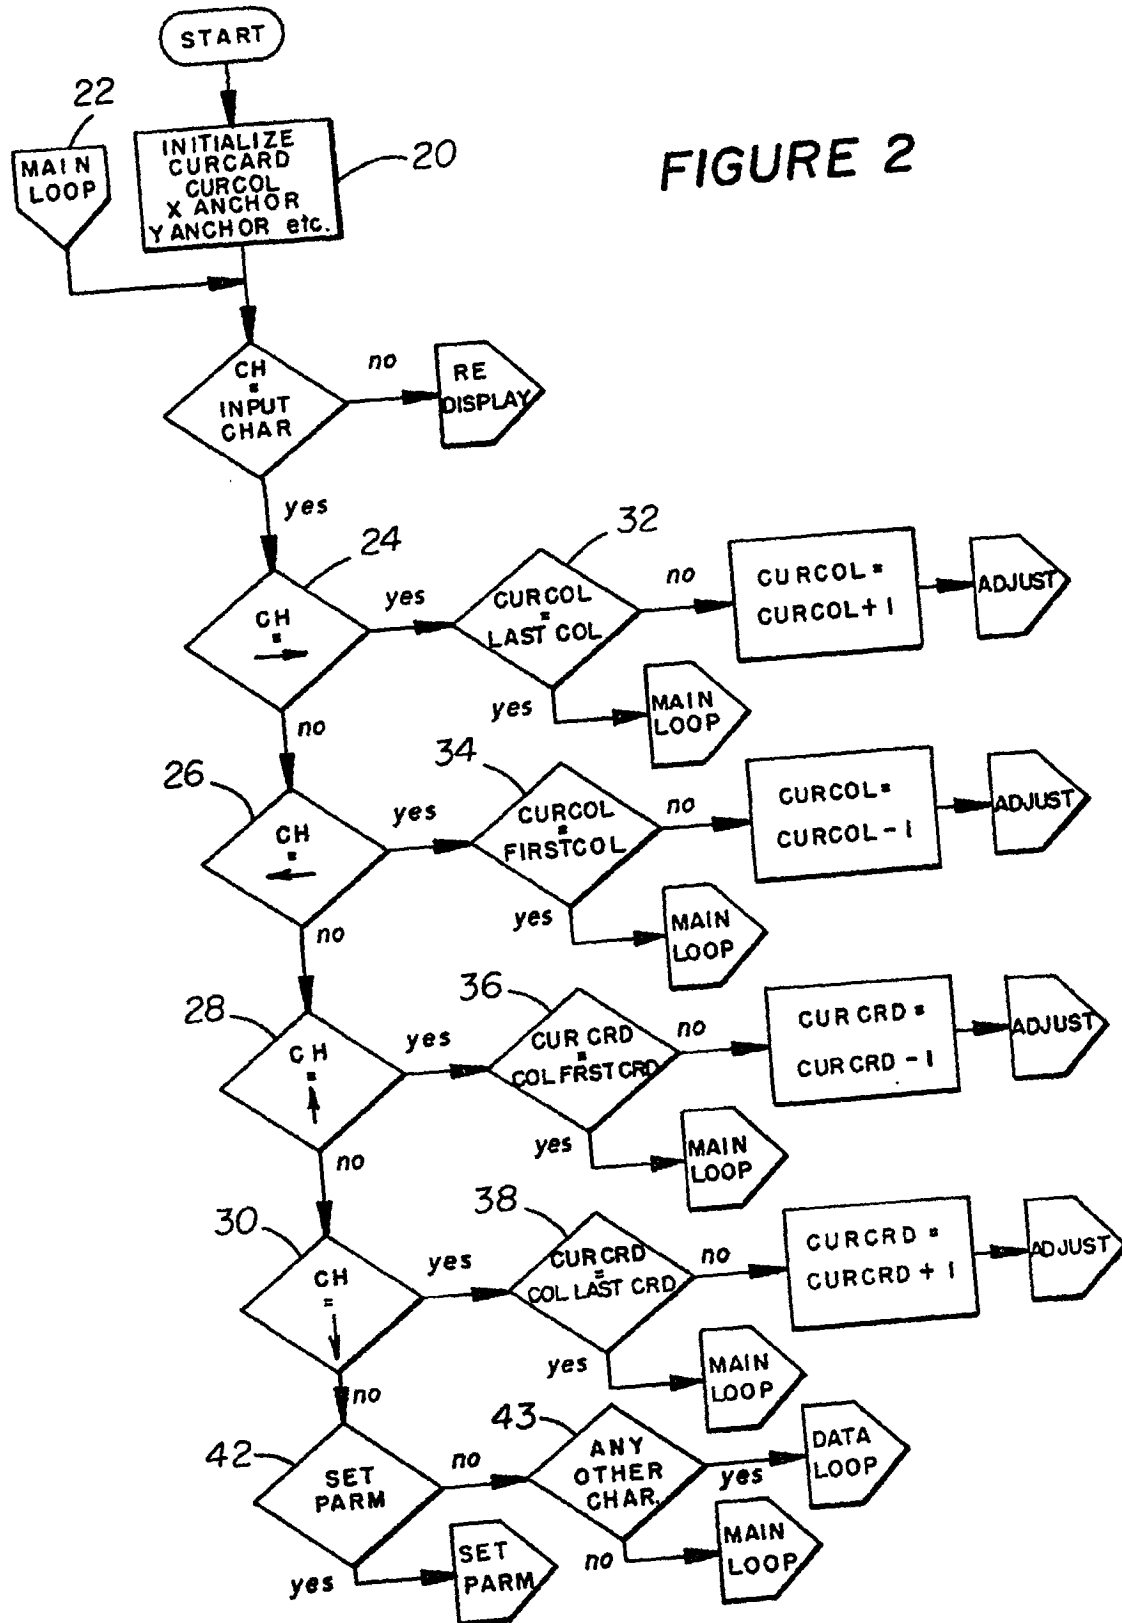 START
22
MAIN
LOOP
INITIALIZE
CURCARD
CURCOL
X ANCHOR
Y ANCHOR etc.
20
FIGURE 2
CH
=
INPUT
CHAR
no
RE
DISPLAY
yes
24
CH
=
→
yes
32
CURCOL
=
LAST COL
no
CURCOL =
CURCOL + 1
ADJUST
yes
MAIN
LOOP
no
26
CH
=
←
yes
34
CURCOL
=
FIRSTCOL
no
CURCOL =
CURCOL - 1
ADJUST
yes
MAIN
LOOP
no
28
CH
=
↑
yes
36
CUR CRD
=
COL FRST CRD
no
CUR CRD =
CUR CRD - 1
ADJUST
yes
MAIN
LOOP
no
30
CH
=
↓
yes
38
CUR CRD
=
COL LAST CRD
no
CURCRD =
CURCRD + 1
ADJUST
yes
MAIN
LOOP
no
42
SET
PARM
no
43
ANY
OTHER
CHAR.
yes
DATA
LOOP
no
MAIN
LOOP
yes
SET
PARM